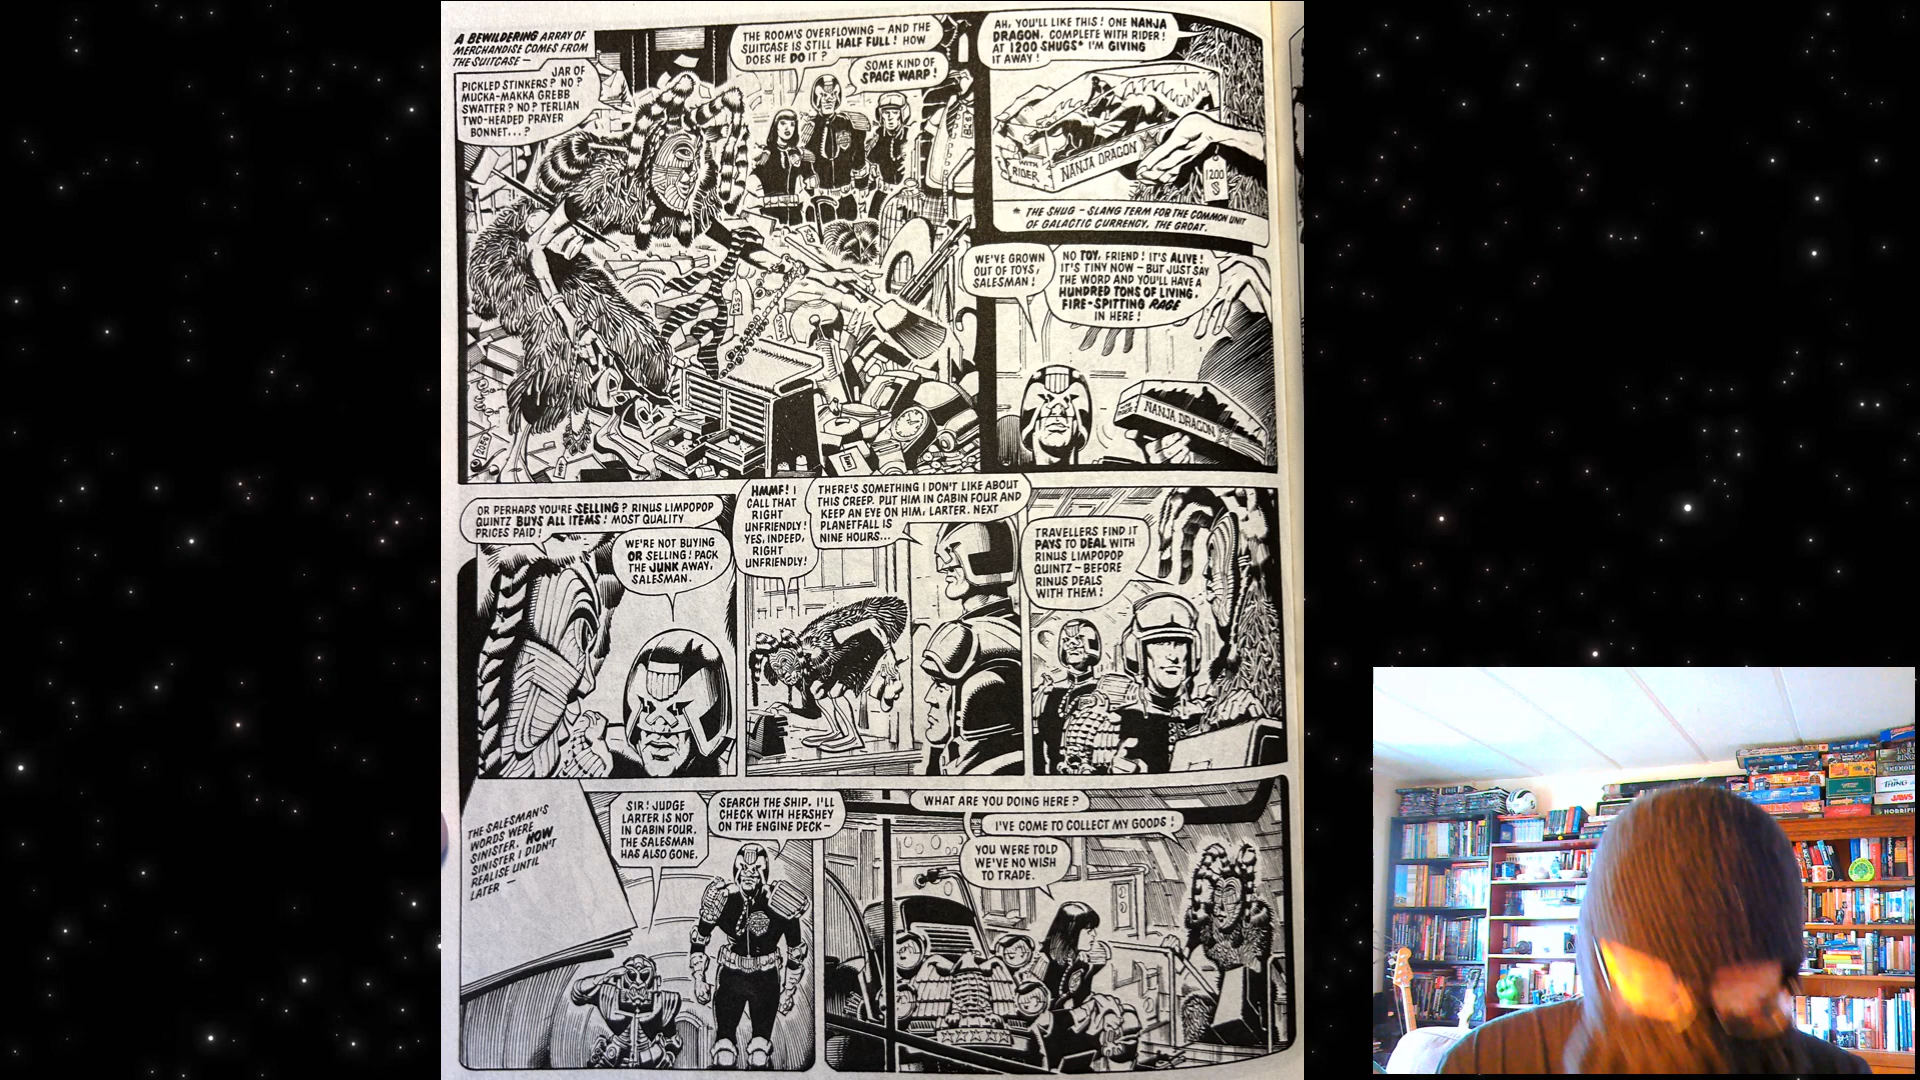 A BEWILDERING ARRAY OF
MERCHANDISE COMES FROM
THE SUITCASE —
JAR OF
PICKLED STINKERS? NO?
MUCKA-MAKKA GREBB
SWATTER? NO? TERLIAN
TWO-HEADED PRAYER
BONNET...?
THE ROOM'S OVERFLOWING — AND THE
SUITCASE IS STILL HALF FULL! HOW
DOES HE DO IT?
SOME KIND OF
SPACE WARP!
AH, YOU'LL LIKE THIS! ONE NANJA
DRAGON, COMPLETE WITH RIDER!
AT 1200 SHUGS* I'M GIVING
IT AWAY!
WITH
RIDER
NANJA DRAGON
1200
S
* THE SHUG — SLANG TERM FOR THE COMMON UNIT
OF GALACTIC CURRENCY, THE GROAT.
WE'VE GROWN
OUT OF TOYS,
SALESMAN!
NO TOY, FRIEND! IT'S ALIVE!
IT'S TINY NOW — BUT JUST SAY
THE WORD AND YOU'LL HAVE A
HUNDRED TONS OF LIVING,
FIRE-SPITTING RAGE
IN HERE!
NANJA DRAGON
OR PERHAPS YOU'RE SELLING? RINUS LIMPOPOP
QUINTZ BUYS ALL ITEMS! MOST QUALITY
PRICES PAID!
WE'RE NOT BUYING
OR SELLING! PACK
THE JUNK AWAY,
SALESMAN.
HMMF! I
CALL THAT
RIGHT
UNFRIENDLY!
YES, INDEED,
RIGHT
UNFRIENDLY!
THERE'S SOMETHING I DON'T LIKE ABOUT
THIS CREEP. PUT HIM IN CABIN FOUR AND
KEEP AN EYE ON HIM, LARTER. NEXT
PLANETFALL IS
NINE HOURS...
TRAVELLERS FIND IT
PAYS TO DEAL WITH
RINUS LIMPOPOP
QUINTZ — BEFORE
RINUS DEALS
WITH THEM!
THE SALESMAN'S
WORDS WERE
SINISTER. HOW
SINISTER I DIDN'T
REALISE UNTIL
LATER —
SIR! JUDGE
LARTER IS NOT
IN CABIN FOUR.
THE SALESMAN
HAS ALSO GONE.
SEARCH THE SHIP. I'LL
CHECK WITH HERSHEY
ON THE ENGINE DECK —
WHAT ARE YOU DOING HERE?
I'VE COME TO COLLECT MY GOODS!
YOU WERE TOLD
WE'VE NO WISH
TO TRADE.
THE THING
JAWS
HORRIFIED